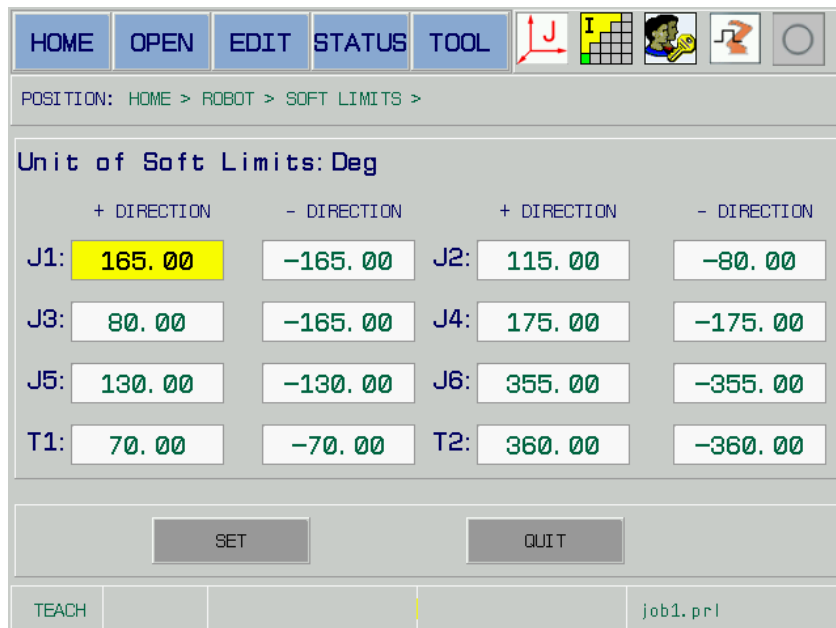 HOME OPEN EDIT STATUS TOOL J I
POSITION: HOME > ROBOT > SOFT LIMITS >
Unit of Soft Limits:Deg
+ DIRECTION - DIRECTION + DIRECTION - DIRECTION
J1: 165.00 -165.00 J2: 115.00 -80.00
J3: 80.00 -165.00 J4: 175.00 -175.00
J5: 130.00 -130.00 J6: 355.00 -355.00
T1: 70.00 -70.00 T2: 360.00 -360.00
SET QUIT
TEACH job1.prl